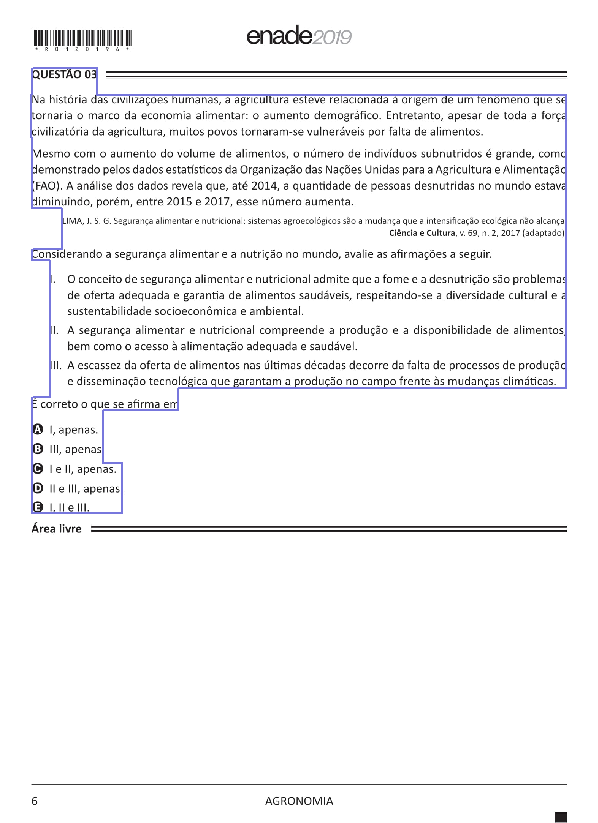 *R0120196*
enade2019
QUESTÃO 03
Na história das civilizações humanas, a agricultura esteve relacionada à origem de um fenômeno que se
tornaria o marco da economia alimentar: o aumento demográfico. Entretanto, apesar de toda a força
civilizatória da agricultura, muitos povos tornaram-se vulneráveis por falta de alimentos.
Mesmo com o aumento do volume de alimentos, o número de indivíduos subnutridos é grande, como
demonstrado pelos dados estatísticos da Organização das Nações Unidas para a Agricultura e Alimentação
(FAO). A análise dos dados revela que, até 2014, a quantidade de pessoas desnutridas no mundo estava
diminuindo, porém, entre 2015 e 2017, esse número aumenta.
LIMA, J. S. G. Segurança alimentar e nutricional: sistemas agroecológicos são a mudança que a intensificação ecológica não alcança.
Ciência e Cultura, v. 69, n. 2, 2017 (adaptado).
Considerando a segurança alimentar e a nutrição no mundo, avalie as afirmações a seguir.
I. O conceito de segurança alimentar e nutricional admite que a fome e a desnutrição são problemas
de oferta adequada e garantia de alimentos saudáveis, respeitando-se a diversidade cultural e a
sustentabilidade socioeconômica e ambiental.
II. A segurança alimentar e nutricional compreende a produção e a disponibilidade de alimentos,
bem como o acesso à alimentação adequada e saudável.
III. A escassez da oferta de alimentos nas últimas décadas decorre da falta de processos de produção
e disseminação tecnológica que garantam a produção no campo frente às mudanças climáticas.
É correto o que se afirma em
A I, apenas.
B III, apenas.
C I e II, apenas.
D II e III, apenas.
E I, II e III.
Área livre
6
AGRONOMIA